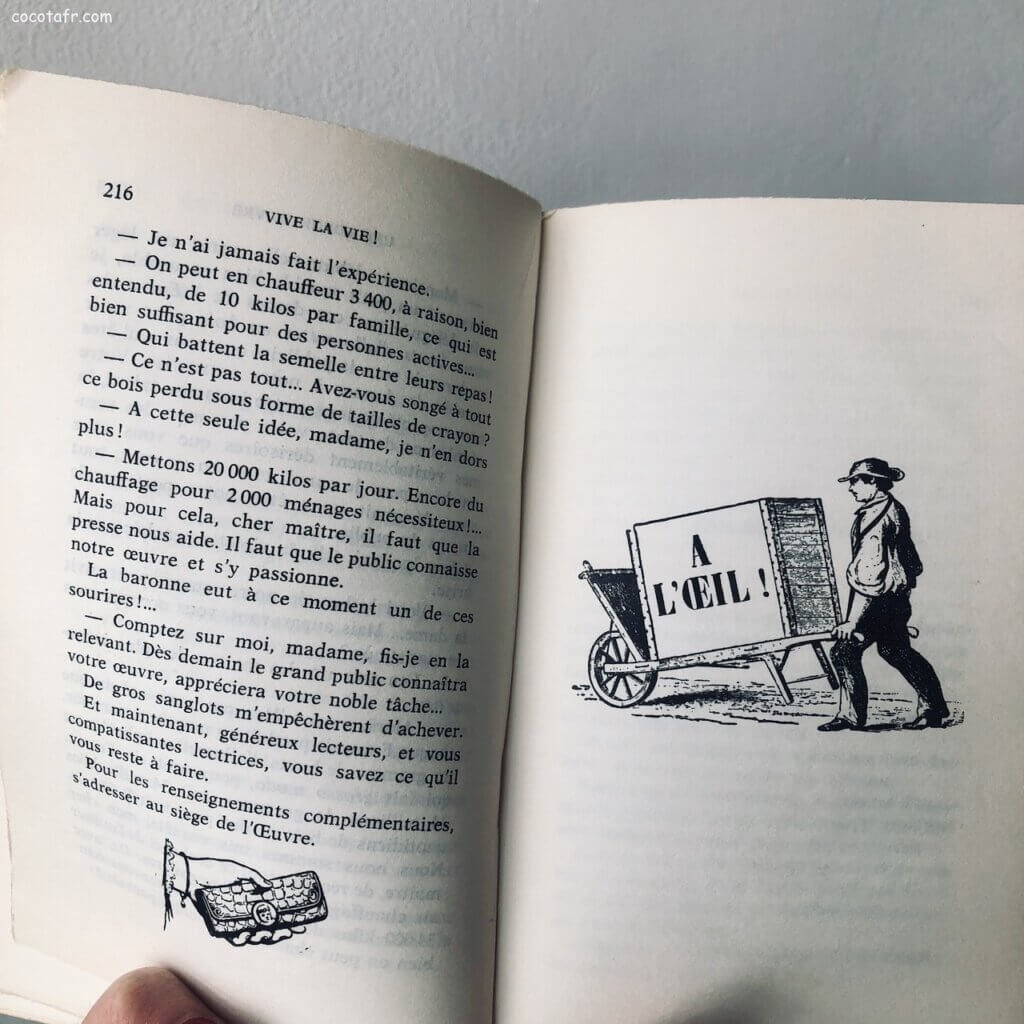 cocotafr.com
216
VIVE LA VIE !
— Je n'ai jamais fait l'expérience.
— On peut en chauffeur 3 400, à raison, bien
entendu, de 10 kilos par famille, ce qui est
bien suffisant pour des personnes actives...
— Qui battent la semelle entre leurs repas !
— Ce n'est pas tout... Avez-vous songé à tout
ce bois perdu sous forme de tailles de crayon ?
— A cette seule idée, madame, je n'en dors
plus !
— Mettons 20 000 kilos par jour. Encore du
chauffage pour 2 000 ménages nécessiteux !...
Mais pour cela, cher maître, il faut que la
presse nous aide. Il faut que le public connaisse
notre œuvre et s'y passionne.
La baronne eut à ce moment un de ces
sourires !...
— Comptez sur moi, madame, fis-je en la
relevant. Dès demain le grand public connaîtra
votre œuvre, appréciera votre noble tâche...
De gros sanglots m'empêchèrent d'achever.
Et maintenant, généreux lecteurs, et vous
compatissantes lectrices, vous savez ce qu'il
vous reste à faire.
Pour les renseignements complémentaires,
s'adresser au siège de l'Œuvre.
A
L'ŒIL !